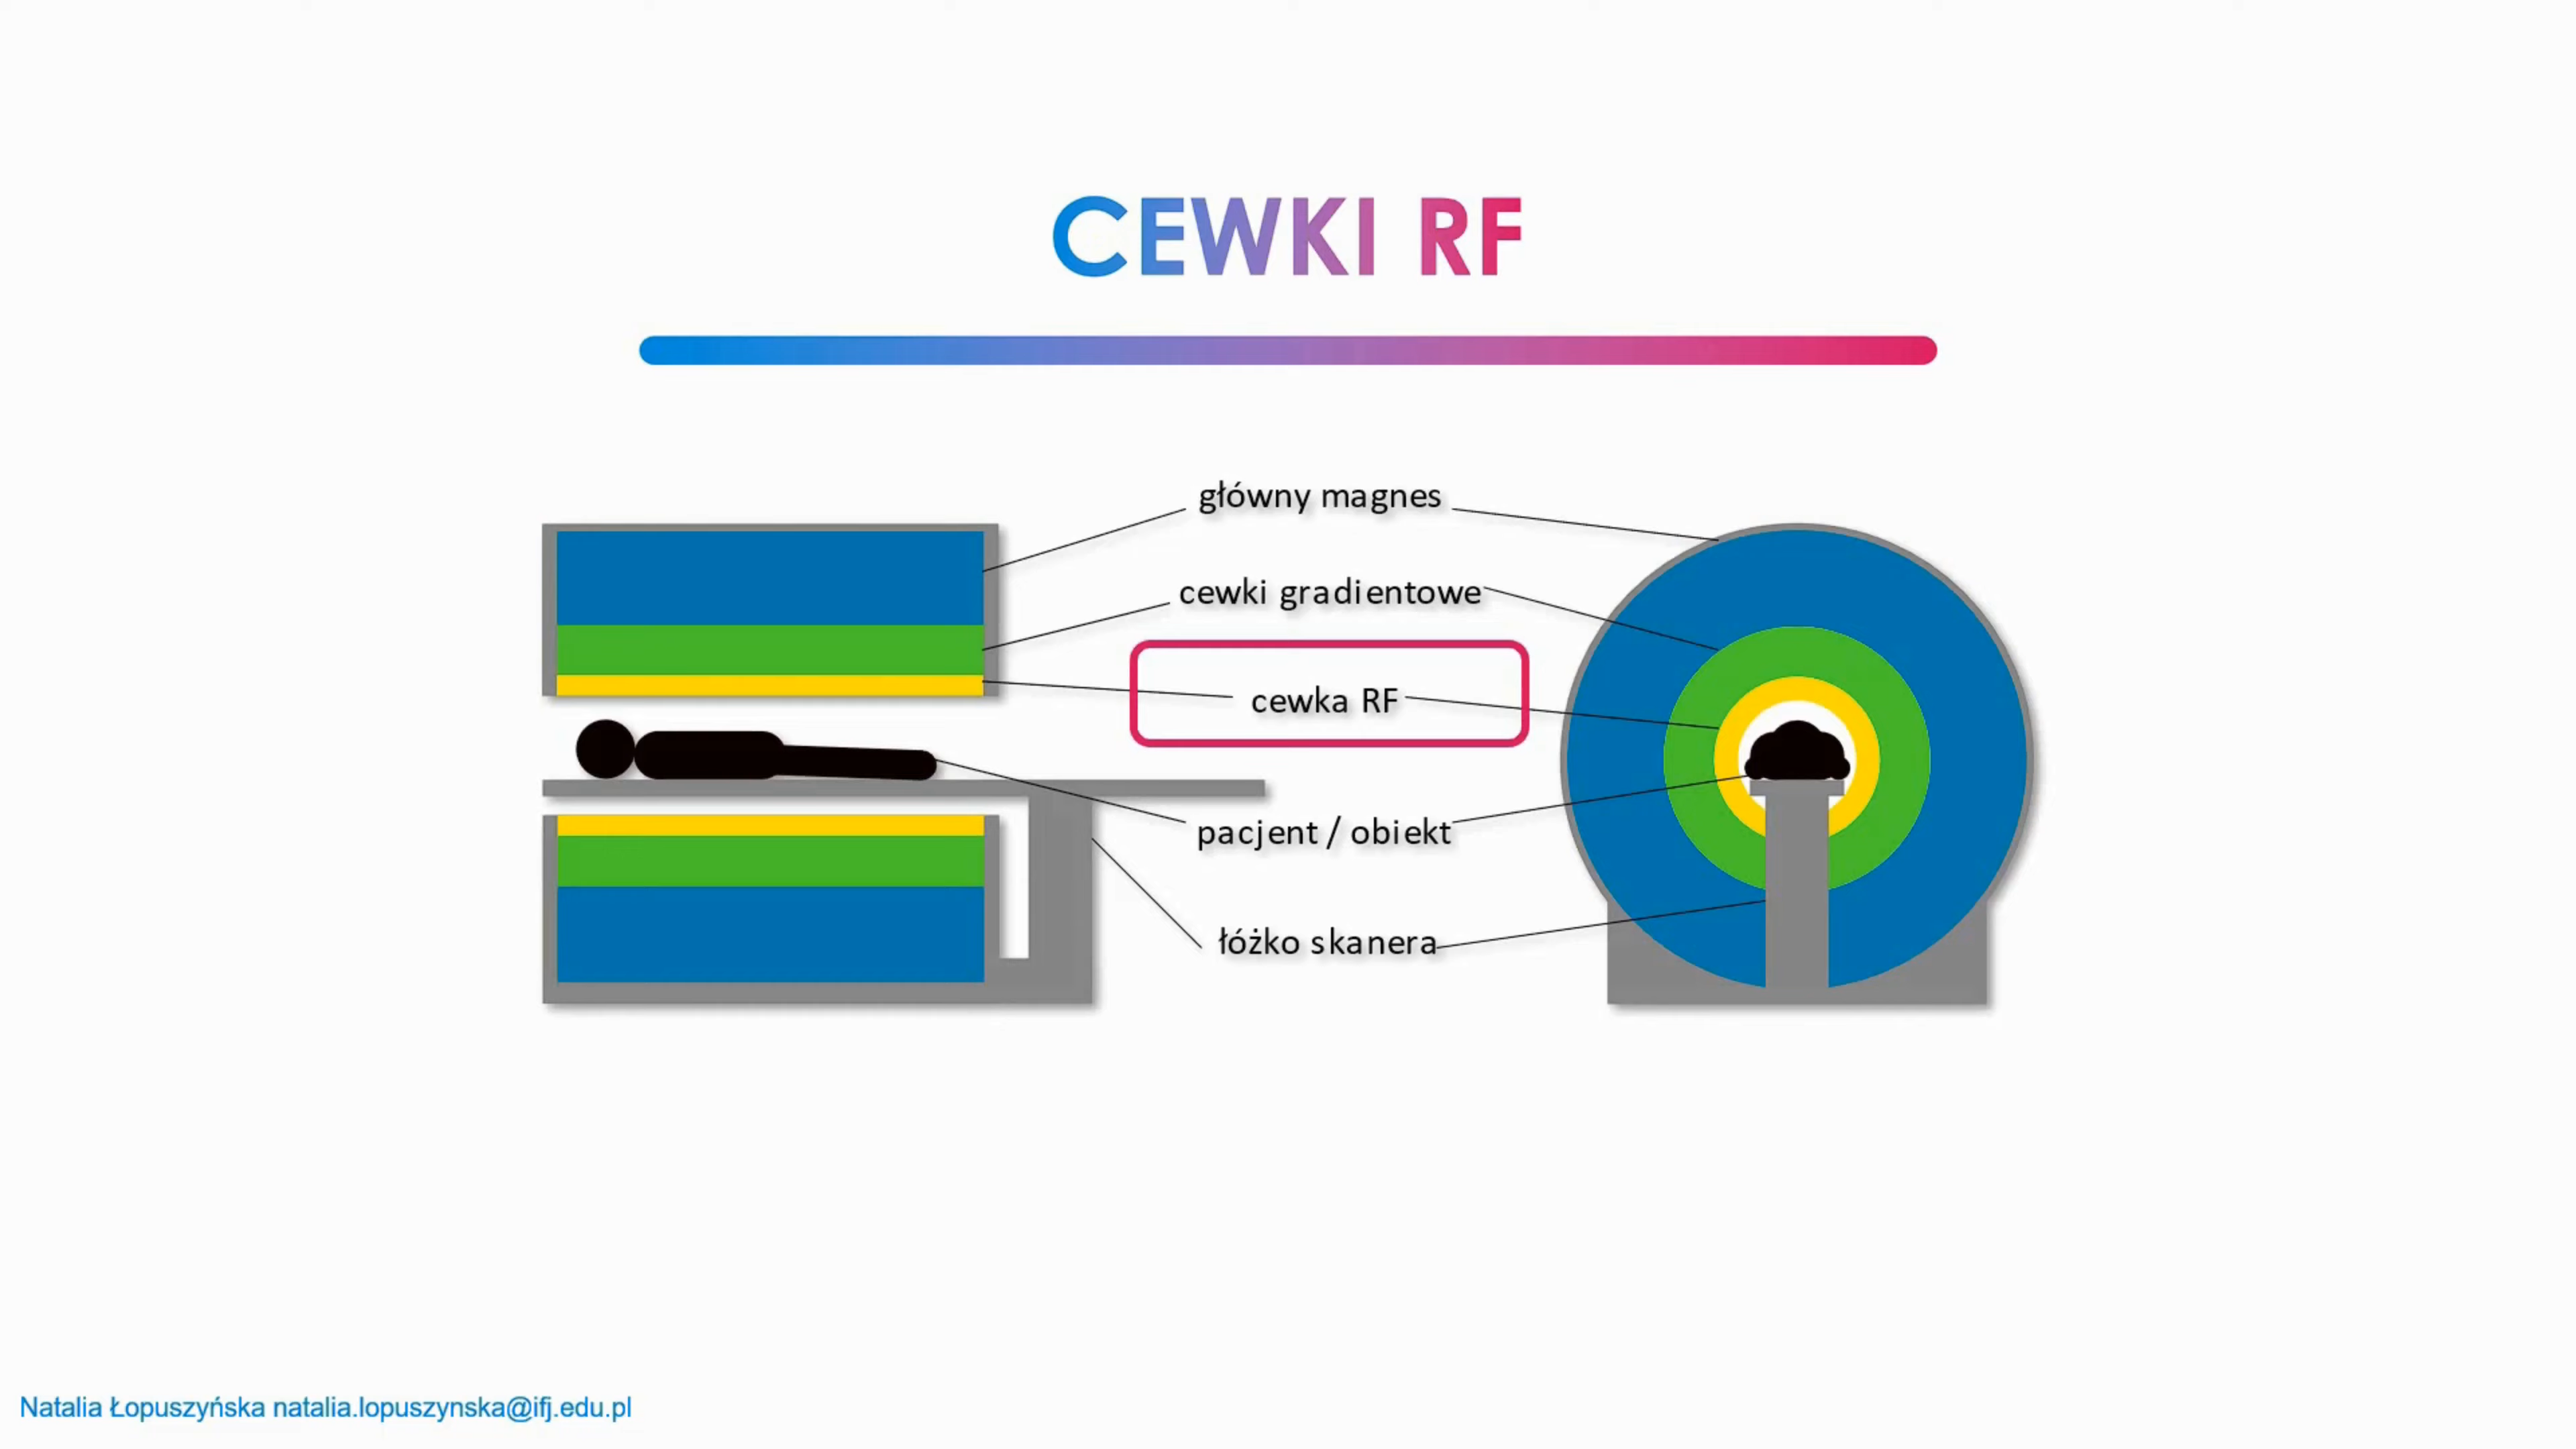 CEWKI RF
główny magnes
cewki gradientowe
cewka RF
pacjent / obiekt
łóżko skanera
Natalia Łopuszyńska natalia.lopuszynska@ifj.edu.pl